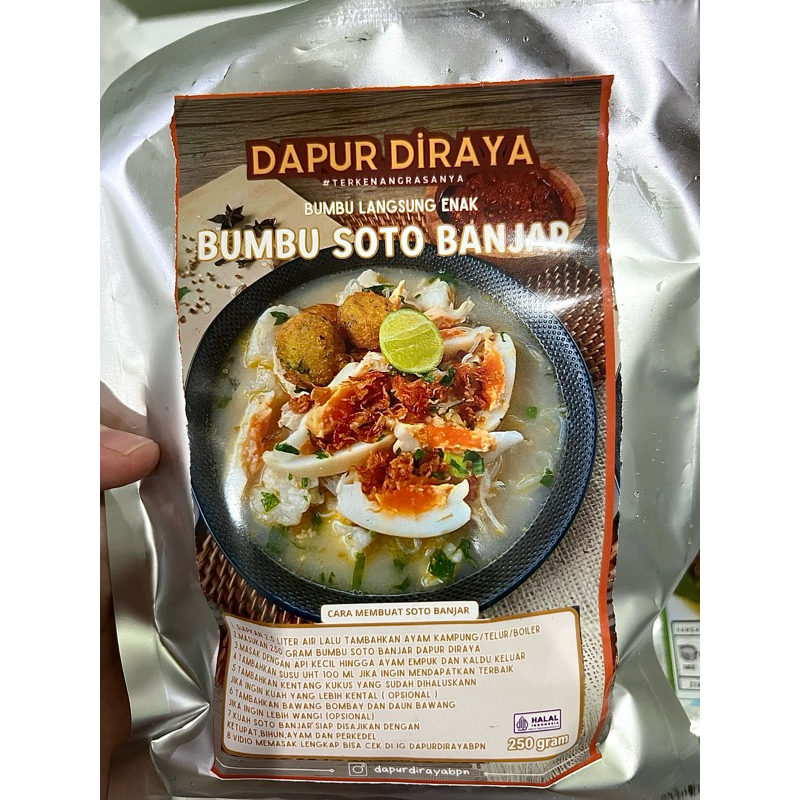 DAPUR DİRAYA
#TERKENANGRASANYA
BUMBU LANGSUNG ENAK
BUMBU SOTO BANJAR
CARA MEMBUAT SOTO BANJAR
1 SIAPKAN 2,5 LITER AIR LALU TAMBAHKAN AYAM KAMPUNG/TELUR/BOILER
2 MASUKAN 250 GRAM BUMBU SOTO BANJAR DAPUR DIRAYA
3 MASAK DENGAN API KECIL HINGGA AYAM EMPUK DAN KALDU KELUAR
4 TAMBAHKAN SUSU UHT 100 ML JIKA INGIN MENDAPATKAN TERBAIK
5 TAMBAHKAN KENTANG KUKUS YANG SUDAH DIHALUSKANN
JIKA INGIN KUAH YANG LEBIH KENTAL ( OPSIONAL )
6 TAMBAHKAN BAWANG BOMBAY DAN DAUN BAWANG
JIKA INGIN LEBIH WANGI (OPSIONAL)
7 KUAH SOTO BANJAR SIAP DISAJIKAN DENGAN
KETUPAT,BIHUN,AYAM DAN PERKEDEL
8 VIDIO MEMASAK LENGKAP BISA CEK DI IG DAPURDIRAYABPN
HALAL
INDONESIA
250 gram
dapurdirayabpn